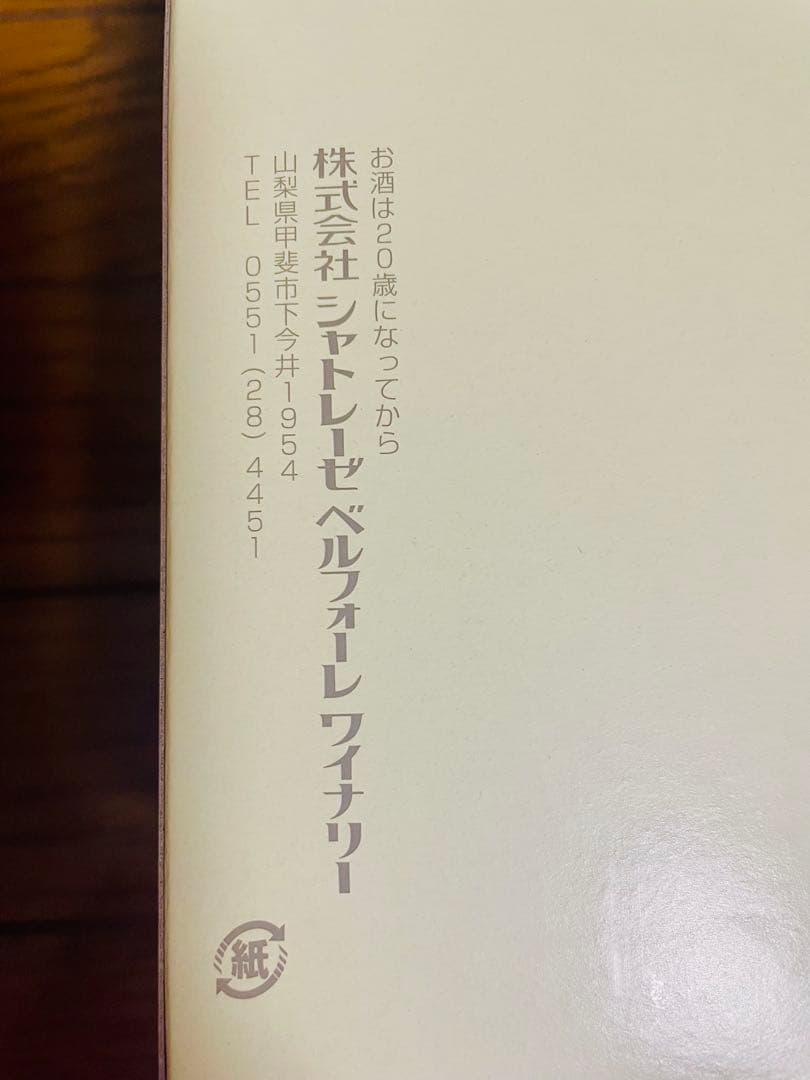 お酒は20歳になってから
株式会社 シャトレーゼ ベルフォーレ ワイナリー
山梨県甲斐市下今井1954
TEL 0551(28)4451
紙